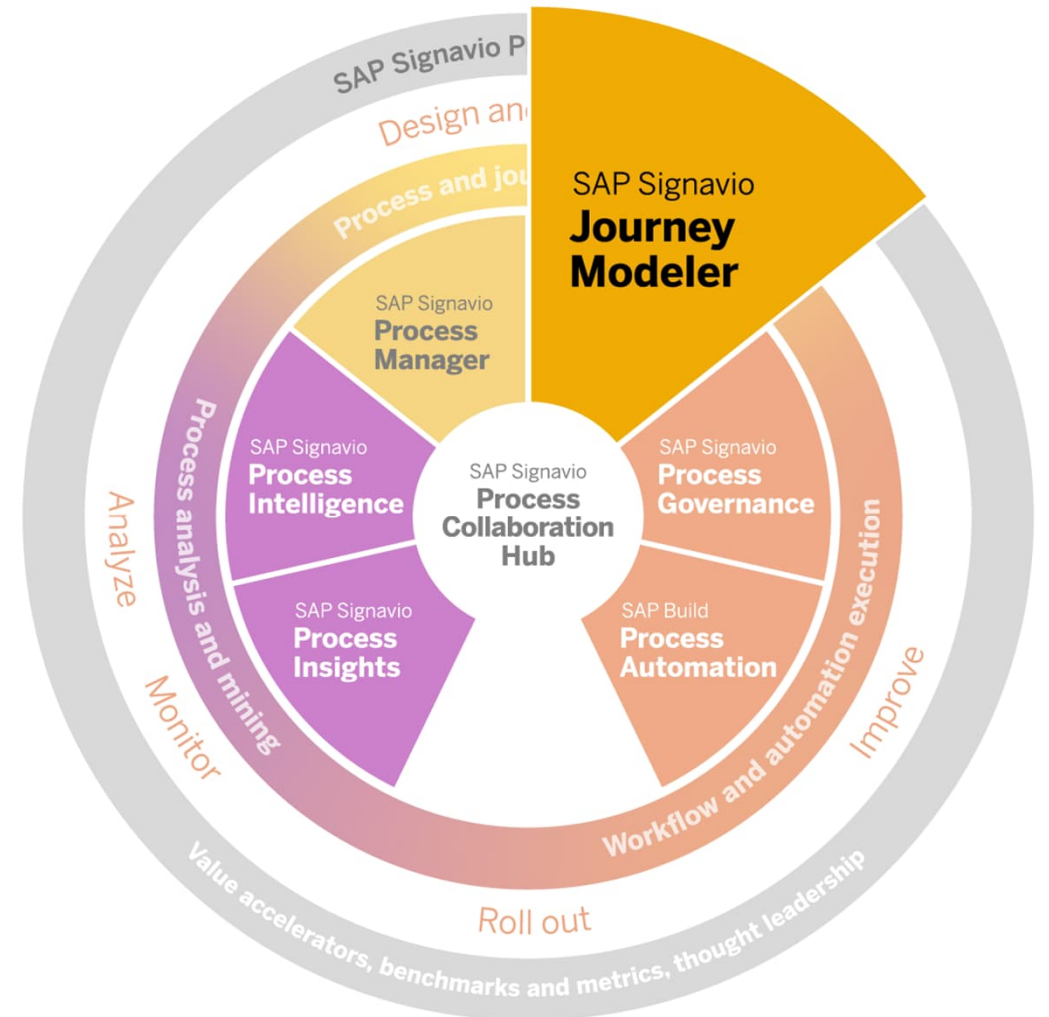 SAP Signavio P
Design an
Process and jou
SAP Signavio
Journey
Modeler
SAP Signavio
Process
Manager
SAP Signavio
Process
Intelligence
SAP Signavio
Process
Collaboration
Hub
SAP Signavio
Process
Governance
SAP Signavio
Process
Insights
SAP Build
Process
Automation
Process analysis and mining
Workflow and automation execution
Analyze
Monitor
Improve
Roll out
Value accelerators, benchmarks and metrics, thought leadership